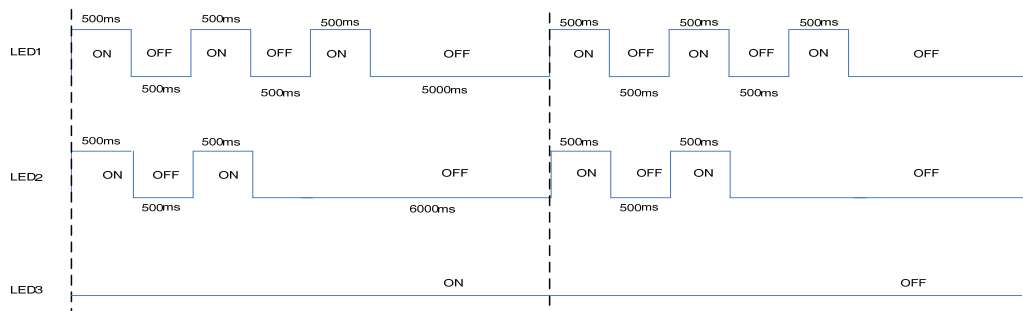 500ms 500ms 500ms 500ms 500ms 500ms
LED1 ON OFF ON OFF ON OFF ON OFF ON OFF ON OFF
500ms 500ms 5000ms 500ms 500ms
500ms 500ms 500ms 500ms
LED2 ON OFF ON OFF ON OFF ON OFF
500ms 6000ms 500ms
LED3 ON OFF